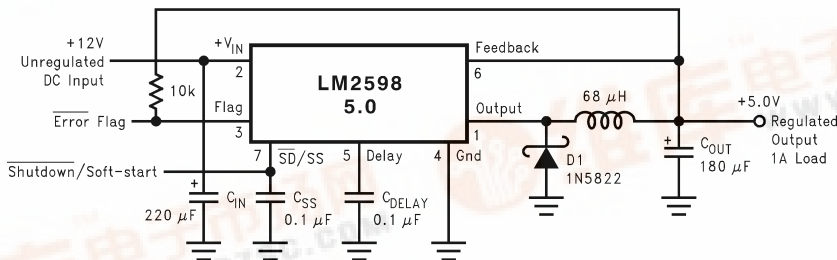 +12V
Unregulated
DC Input
+V_IN
2
10k
Error Flag
Flag
3
LM2598
5.0
Feedback
6
Output
1
68 μH
+5.0V
Regulated
Output
1A Load
+
C_OUT
180 μF
D1
1N5822
7
SD/SS
5
Delay
4
Gnd
Shutdown/Soft-start
+
C_IN
220 μF
C_SS
0.1 μF
C_DELAY
0.1 μF